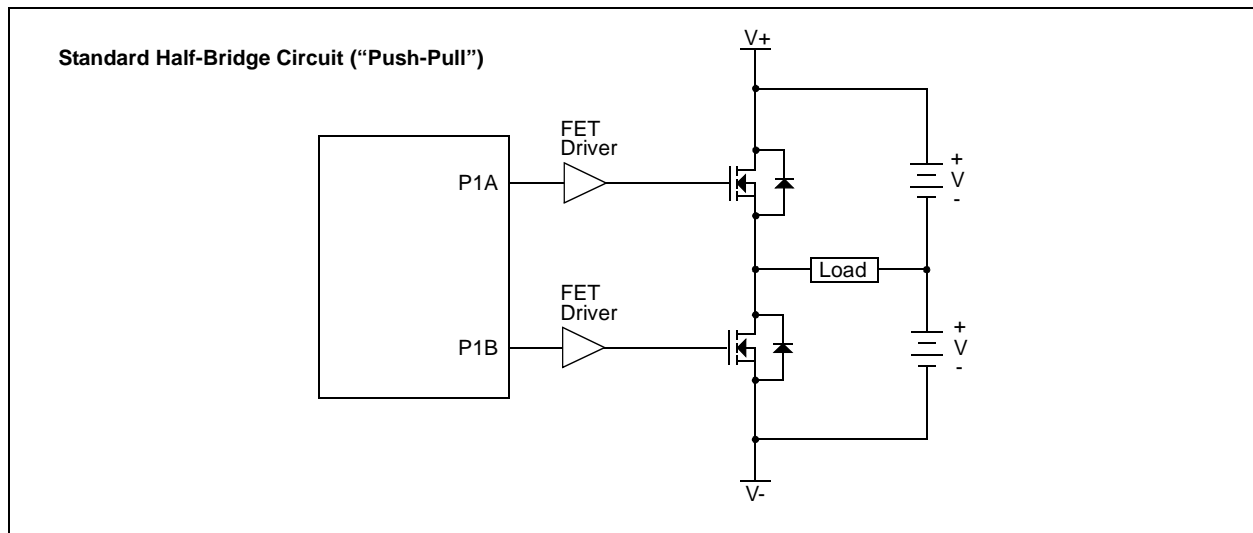 Standard Half-Bridge Circuit (“Push-Pull”)
V+
FET
Driver
P1A
+
V
-
Load
FET
Driver
P1B
+
V
-
V-